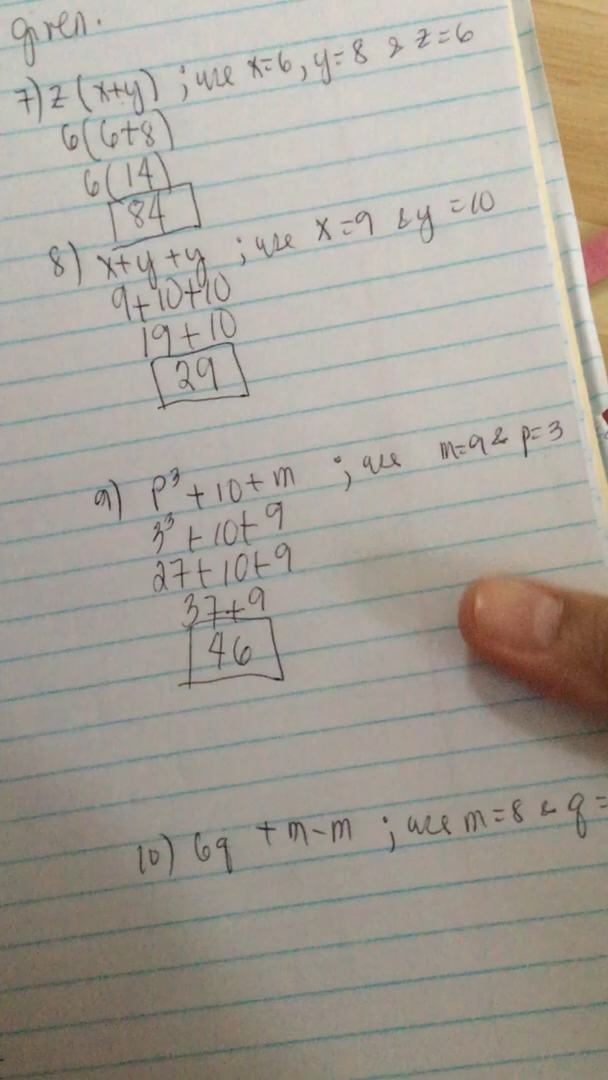 given.
7) z(x+y) ; use x=6, y=8 & z=6
6(6+8)
6(14)
84
8) x+y+y ; use x=9 & y=10
9+10+10
19+10
29
9) p³+10+m ; use m=9 & p=3
3³+10+9
27+10+9
37+9
46
10) 6q +m-m ; use m=8 & q=